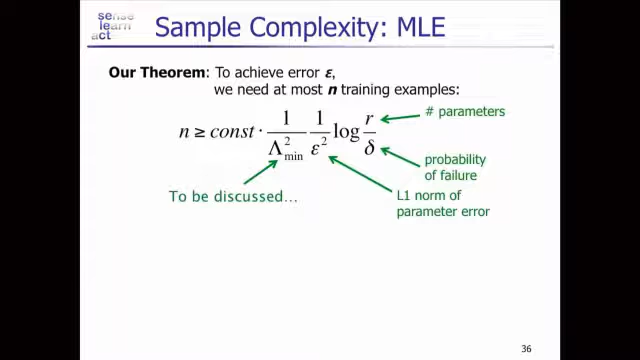 sense
learn
act
Sample Complexity: MLE
Our Theorem: To achieve error ε,
we need at most n training examples:
n ≥ const · 1/Λ²min 1/ε² log r/δ
# parameters
probability
of failure
To be discussed…
L1 norm of
parameter error
36